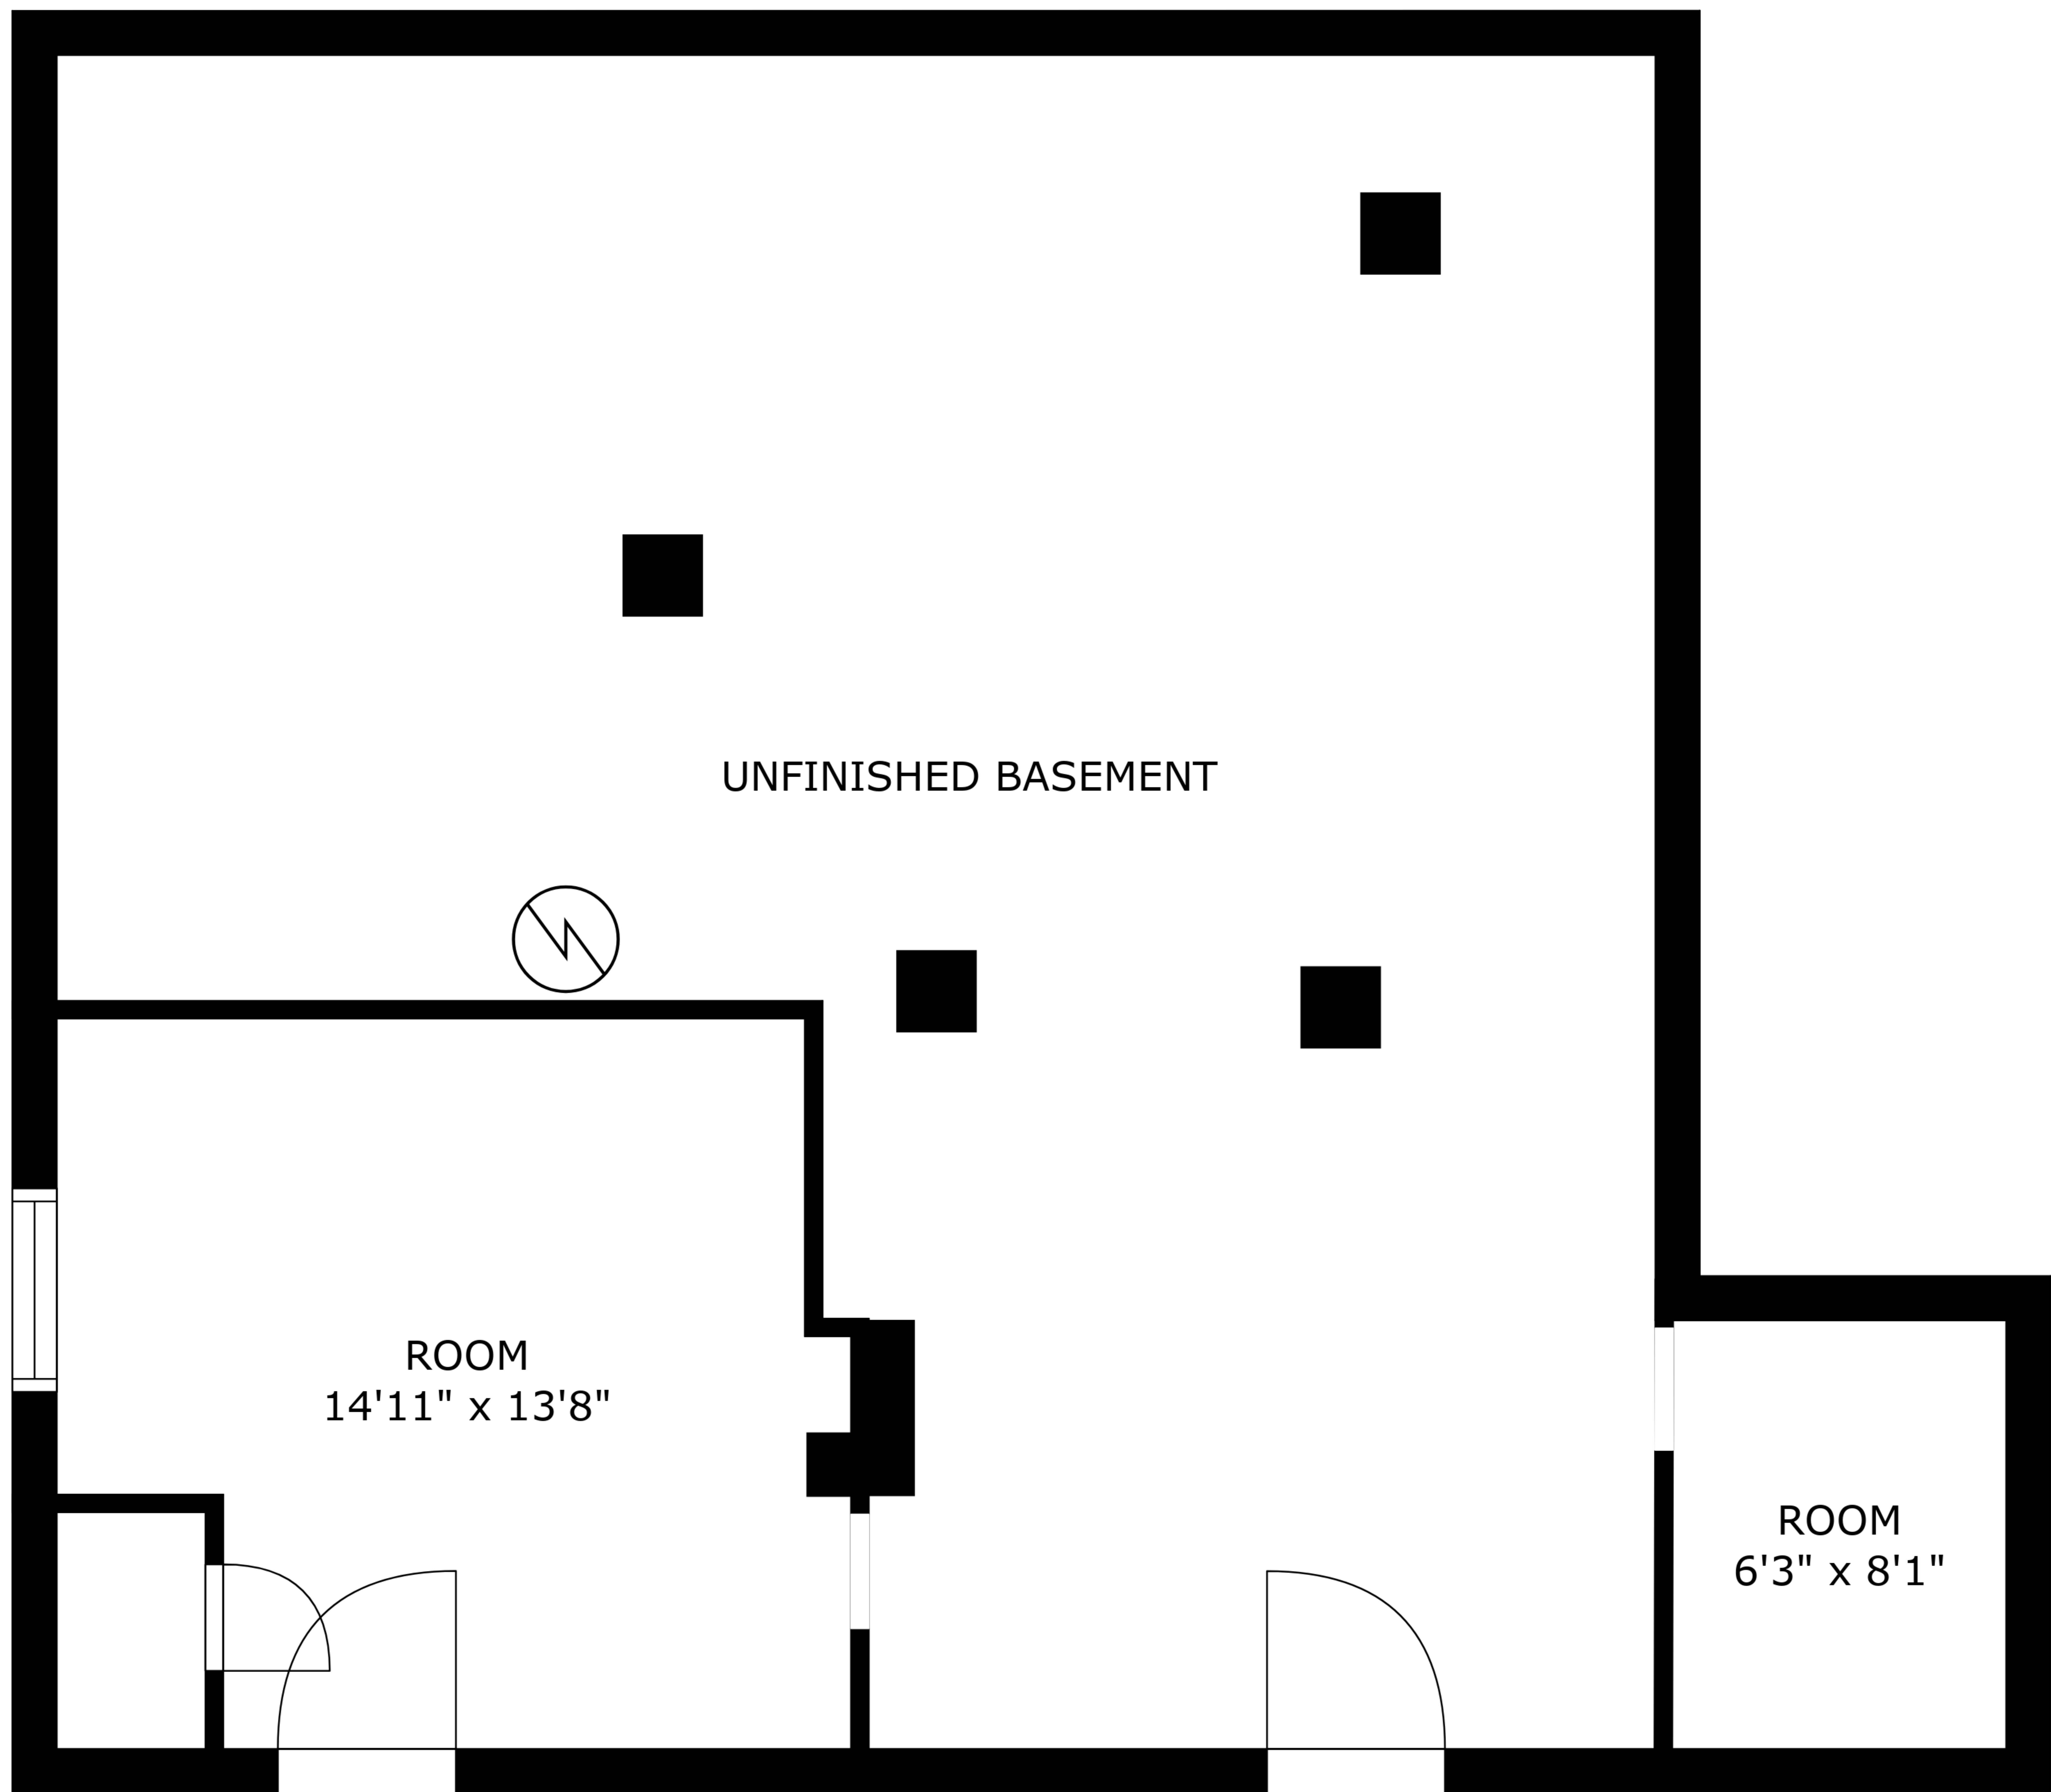 UNFINISHED BASEMENT
ROOM
14'11" x 13'8"
ROOM
6'3" x 8'1"